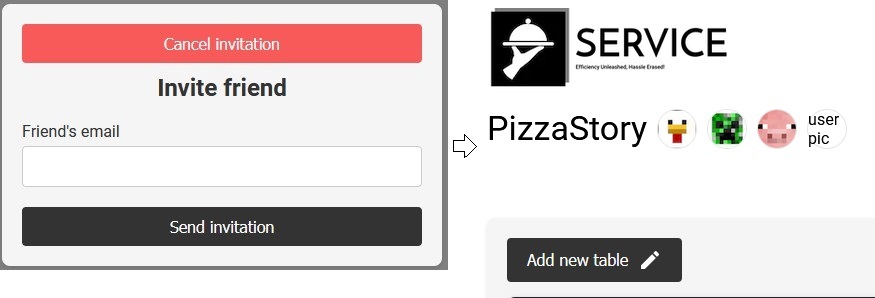 Cancel invitation
Invite friend
Friend's email
Send invitation
SERVICE
Efficiency Unleashed, Hassle Erased!
PizzaStory
user
pic
Add new table